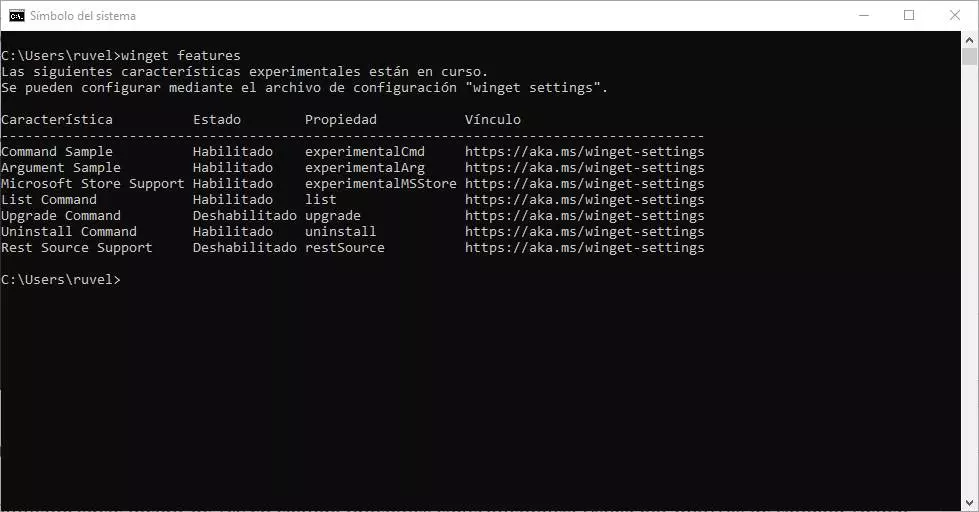 Símbolo del sistema
C:\Users\ruvel>winget features
Las siguientes características experimentales están en curso.
Se pueden configurar mediante el archivo de configuración "winget settings".
Característica Estado Propiedad Vínculo
-----------------------------------------------------------------------------------------
Command Sample Habilitado experimentalCmd https://aka.ms/winget-settings
Argument Sample Habilitado experimentalArg https://aka.ms/winget-settings
Microsoft Store Support Habilitado experimentalMSStore https://aka.ms/winget-settings
List Command Habilitado list https://aka.ms/winget-settings
Upgrade Command Deshabilitado upgrade https://aka.ms/winget-settings
Uninstall Command Habilitado uninstall https://aka.ms/winget-settings
Rest Source Support Deshabilitado restSource https://aka.ms/winget-settings
C:\Users\ruvel>